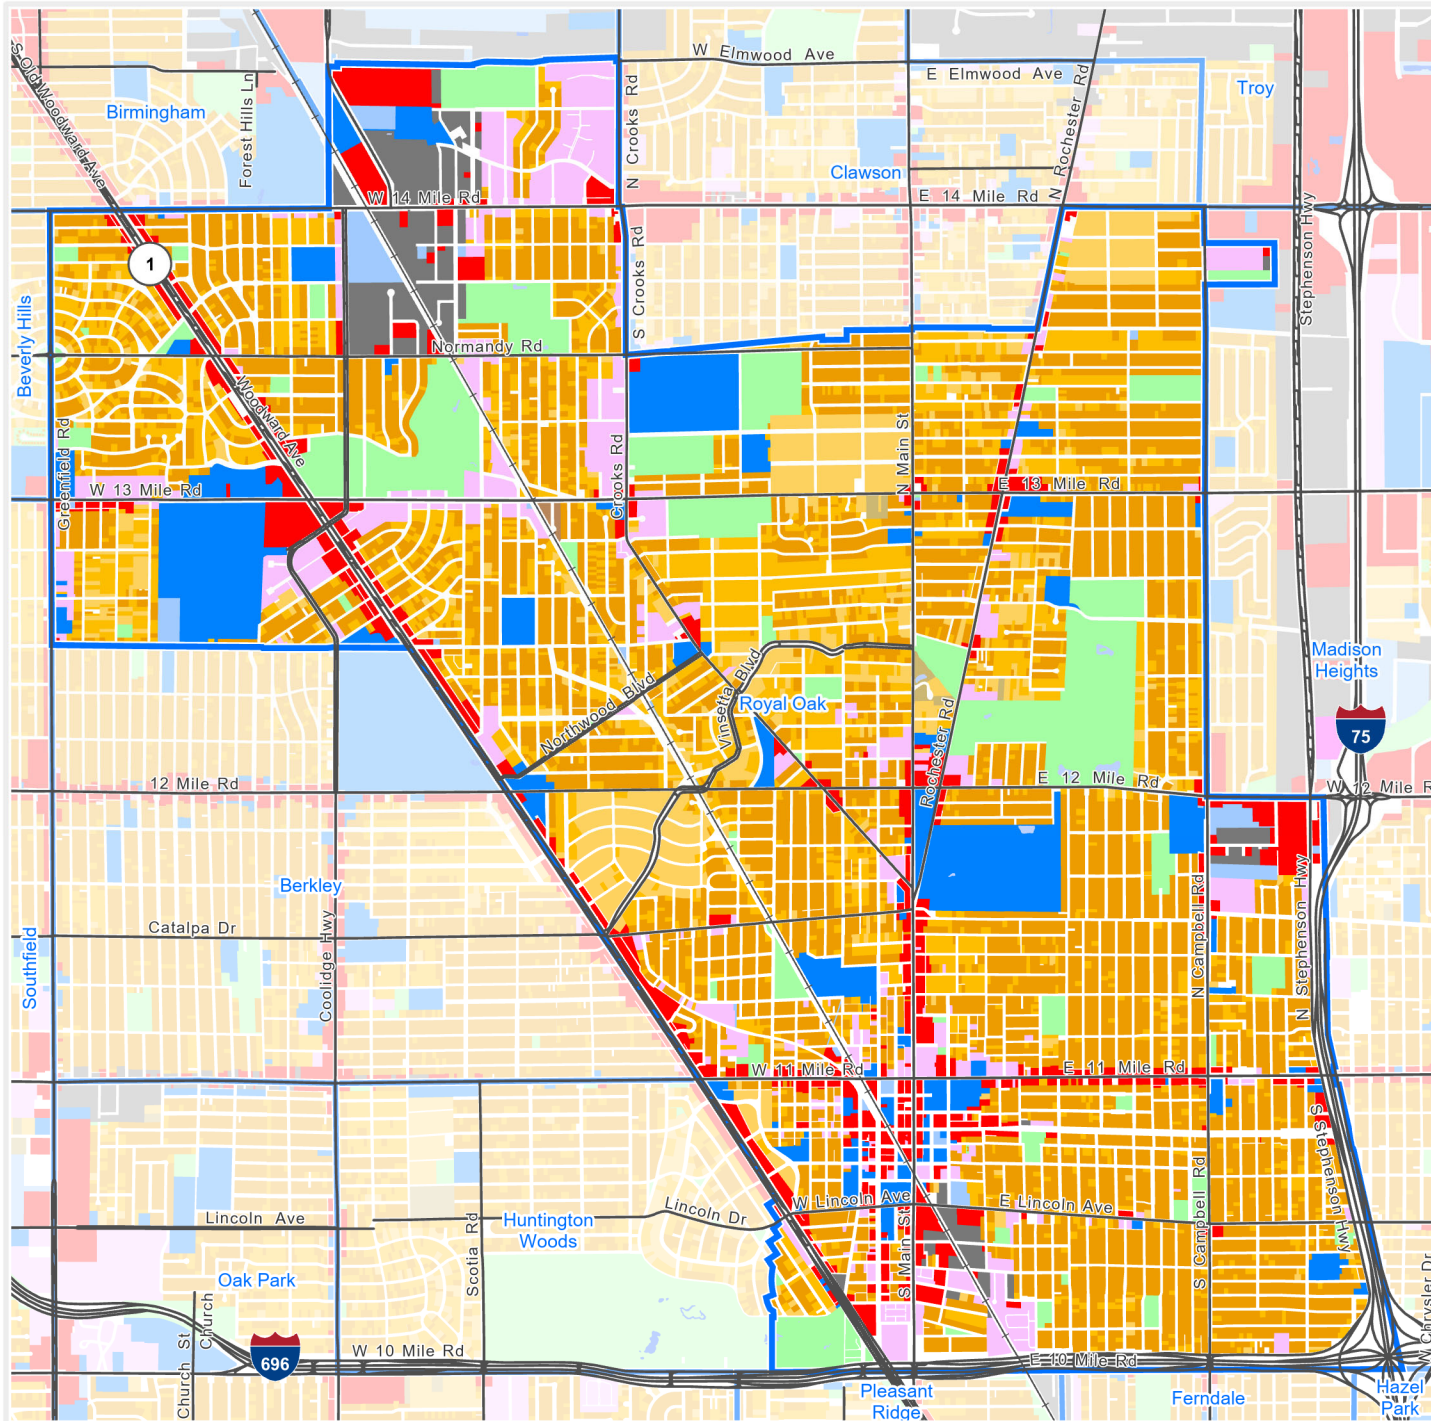 W Elmwood Ave
E Elmwood Ave
S Old Woodward Ave
Birmingham
Forest Hills Ln
N Crooks Rd
N Rochester Rd
Troy
Clawson
W 14 Mile Rd
E 14 Mile Rd
1
S Crooks Rd
Stephenson Hwy
Beverly Hills
Normandy Rd
Woodward Ave
Greenfield Rd
W 13 Mile Rd
Crooks Rd
N Main St
E 13 Mile Rd
Madison
Heights
Northwood Blvd
Vinsetta Blvd
Royal Oak
Rochester Rd
75
12 Mile Rd
E 12 Mile Rd
W 12 Mile R
Berkley
Catalpa Dr
Southfield
Coolidge Hwy
N Campbell Rd
N Stephenson Hwy
W 11 Mile Rd
E 11 Mile Rd
S Stephenson Hwy
Lincoln Ave
Scotia Rd
Huntington
Woods
Lincoln Dr
W Lincoln Ave
E Lincoln Ave
S Main St
S Campbell Rd
Oak Park
Church
Church St
696
W 10 Mile Rd
E 10 Mile Rd
N Chrysler Dr
Pleasant
Ridge
Ferndale
Hazel
Park